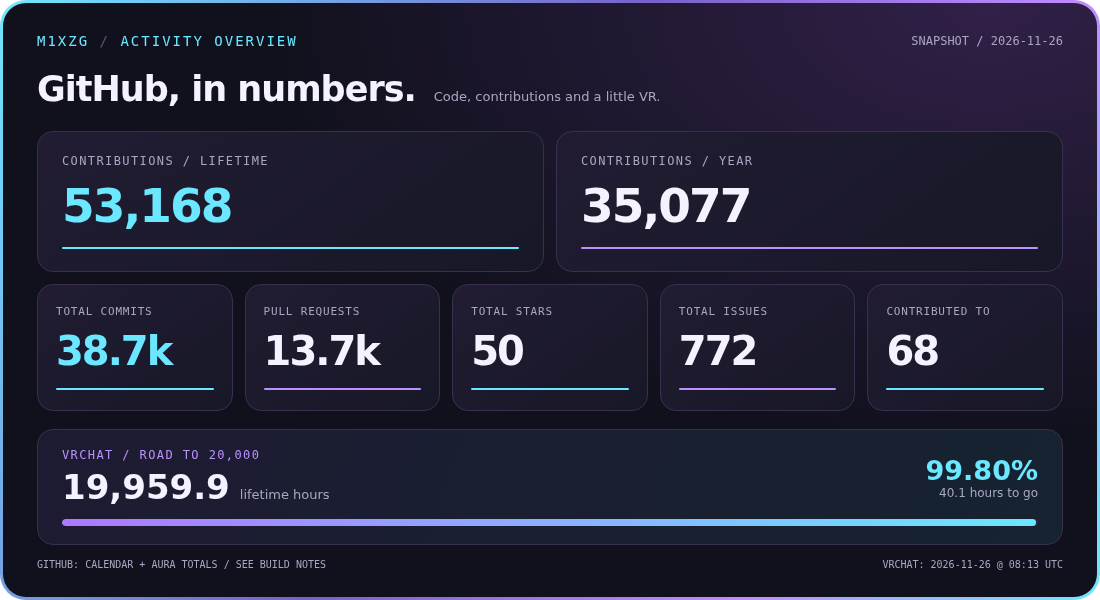 M1XZG / ACTIVITY OVERVIEW
SNAPSHOT / 2026-11-26
GitHub, in numbers. Code, contributions and a little VR.
CONTRIBUTIONS / LIFETIME
53,168
CONTRIBUTIONS / YEAR
35,077
TOTAL COMMITS
38.7k
PULL REQUESTS
13.7k
TOTAL STARS
50
TOTAL ISSUES
772
CONTRIBUTED TO
68
VRCHAT / ROAD TO 20,000
19,959.9 lifetime hours
99.80%
40.1 hours to go
GITHUB: CALENDAR + AURA TOTALS / SEE BUILD NOTES
VRCHAT: 2026-11-26 @ 08:13 UTC